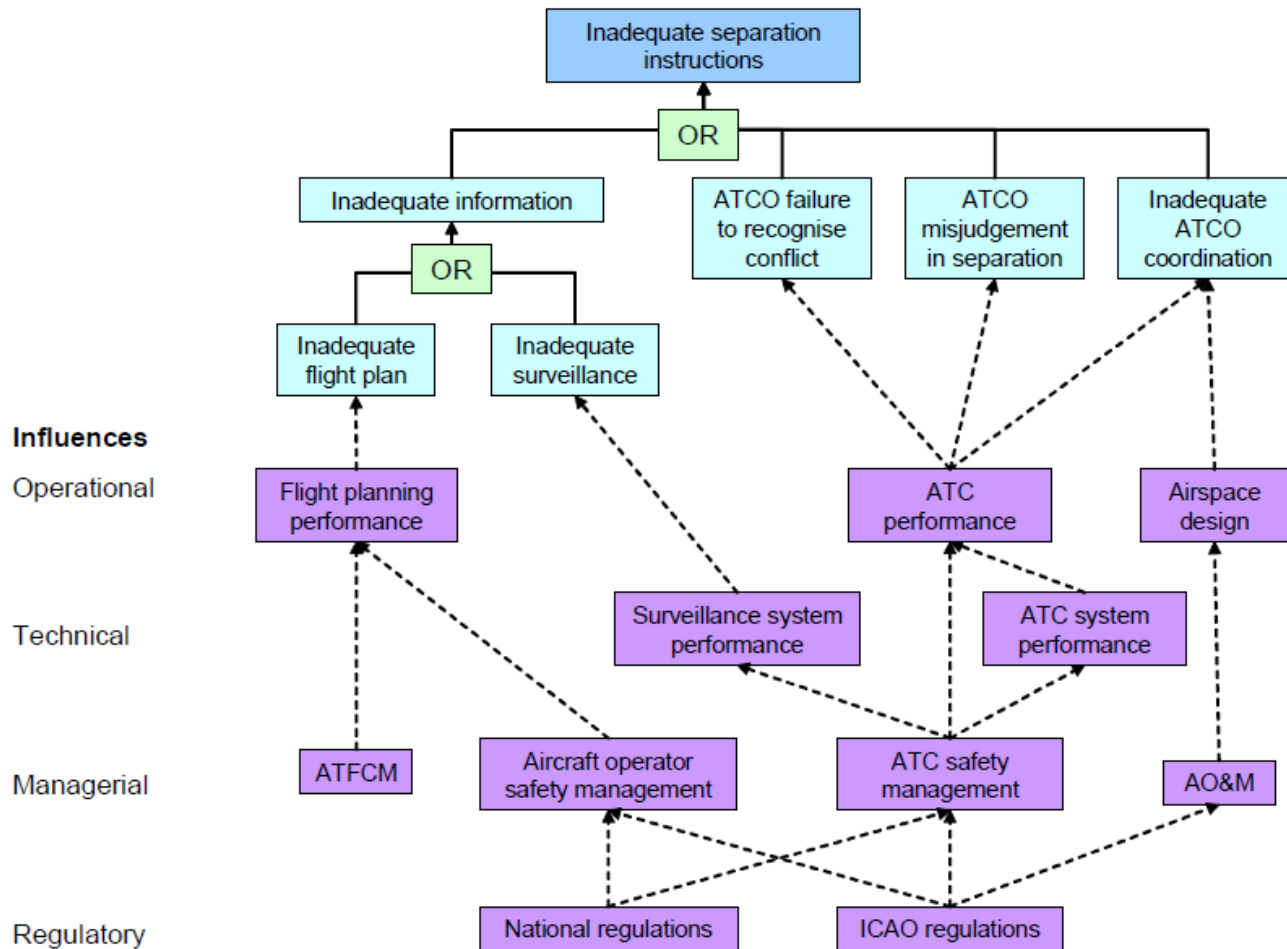 Inadequate separation
instructions
OR
Inadequate information
ATCO failure
to recognise
conflict
ATCO
misjudgement
in separation
Inadequate
ATCO
coordination
OR
Inadequate
flight plan
Inadequate
surveillance
Influences
Operational
Flight planning
performance
ATC
performance
Airspace
design
Technical
Surveillance system
performance
ATC system
performance
Managerial
ATFCM
Aircraft operator
safety management
ATC safety
management
AO&M
Regulatory
National regulations
ICAO regulations